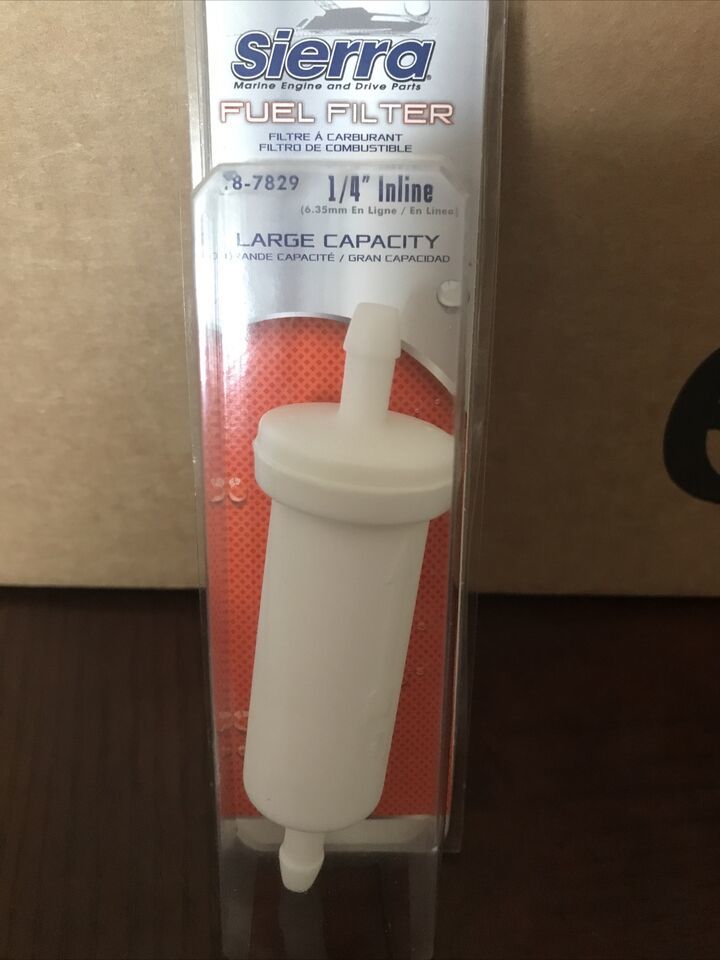 Sierra
Marine Engine and Drive Parts
FUEL FILTER
FILTRE À CARBURANT
FILTRO DE COMBUSTIBLE
8-7829 1/4" Inline
(6.35mm En Ligne / En Linea)
LARGE CAPACITY
CAPACITÉ / GRAN CAPACIDAD